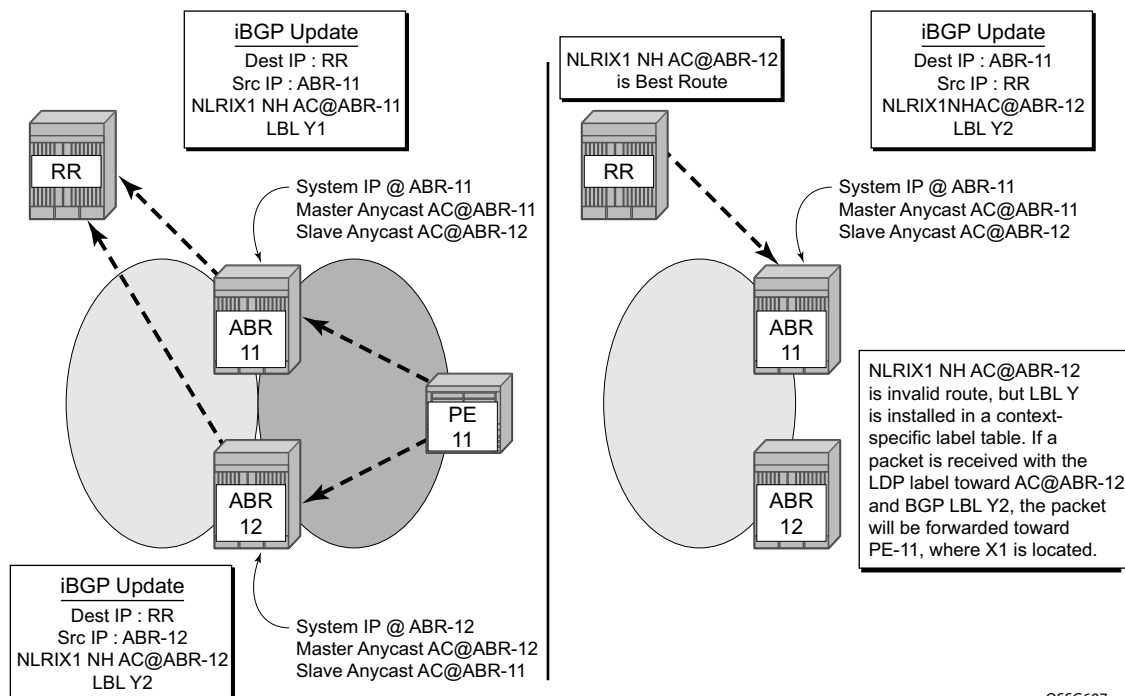 iBGP Update
Dest IP : RR
Src IP : ABR-11
NLRIX1 NH AC@ABR-11
LBL Y1
RR
System IP @ ABR-11
Master Anycast AC@ABR-11
Slave Anycast AC@ABR-12
ABR
11
PE
11
ABR
12
iBGP Update
Dest IP : RR
Src IP : ABR-12
NLRIX1 NH AC@ABR-12
LBL Y2
System IP @ ABR-12
Master Anycast AC@ABR-12
Slave Anycast AC@ABR-11
NLRIX1 NH AC@ABR-12
is Best Route
iBGP Update
Dest IP : ABR-11
Src IP : RR
NLRIX1NHAC@ABR-12
LBL Y2
RR
System IP @ ABR-11
Master Anycast AC@ABR-11
Slave Anycast AC@ABR-12
ABR
11
ABR
12
NLRIX1 NH AC@ABR-12
is invalid route, but LBL Y
is installed in a context-
specific label table. If a
packet is received with the
LDP label toward AC@ABR-12
and BGP LBL Y2, the packet
will be forwarded toward
PE-11, where X1 is located.